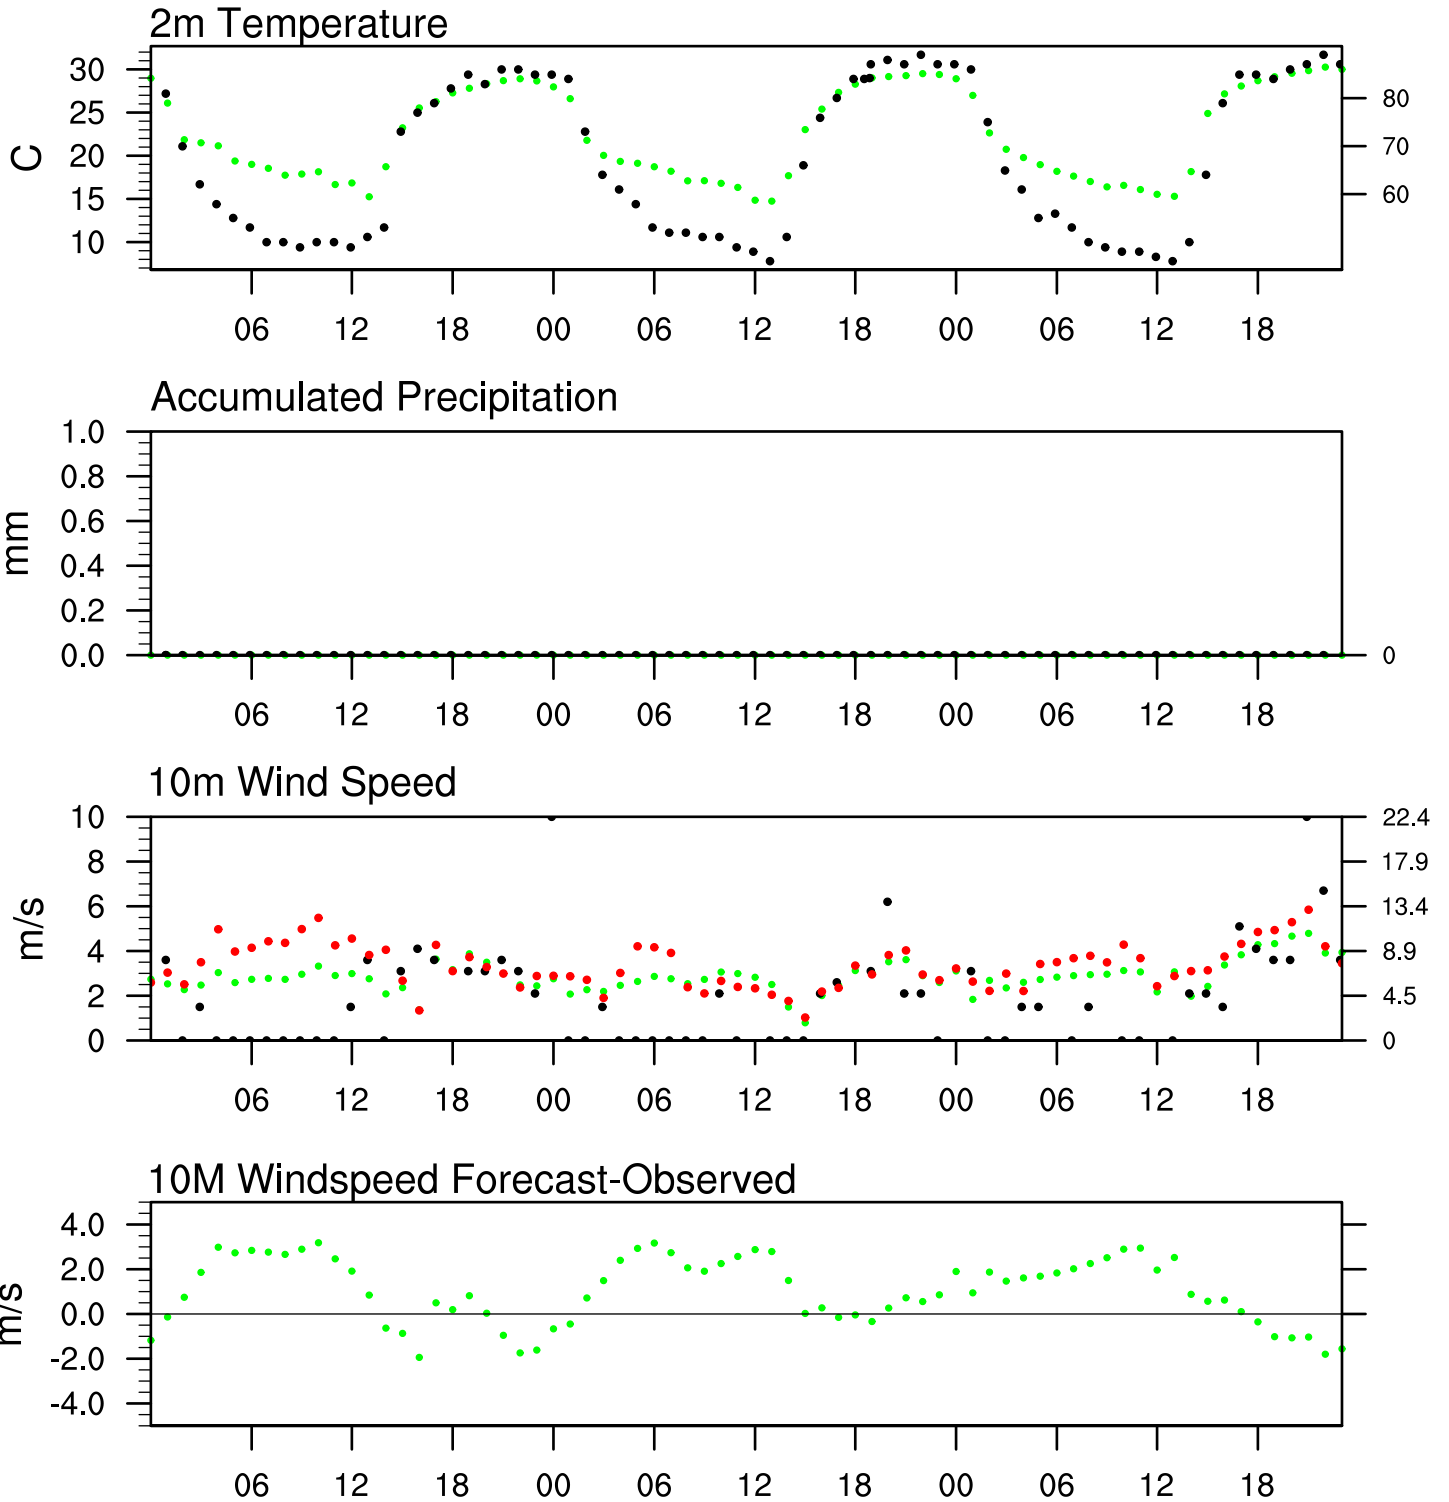 2m Temperature
30
25
20
15
10
C
80
70
60
06 12 18 00 06 12 18 00 06 12 18
Accumulated Precipitation
1.0
0.8
0.6
0.4
0.2
0.0
mm
0
06 12 18 00 06 12 18 00 06 12 18
10m Wind Speed
10
8
6
4
2
0
m/s
22.4
17.9
13.4
8.9
4.5
0
06 12 18 00 06 12 18 00 06 12 18
10M Windspeed Forecast-Observed
4.0
2.0
0.0
-2.0
-4.0
m/s
06 12 18 00 06 12 18 00 06 12 18